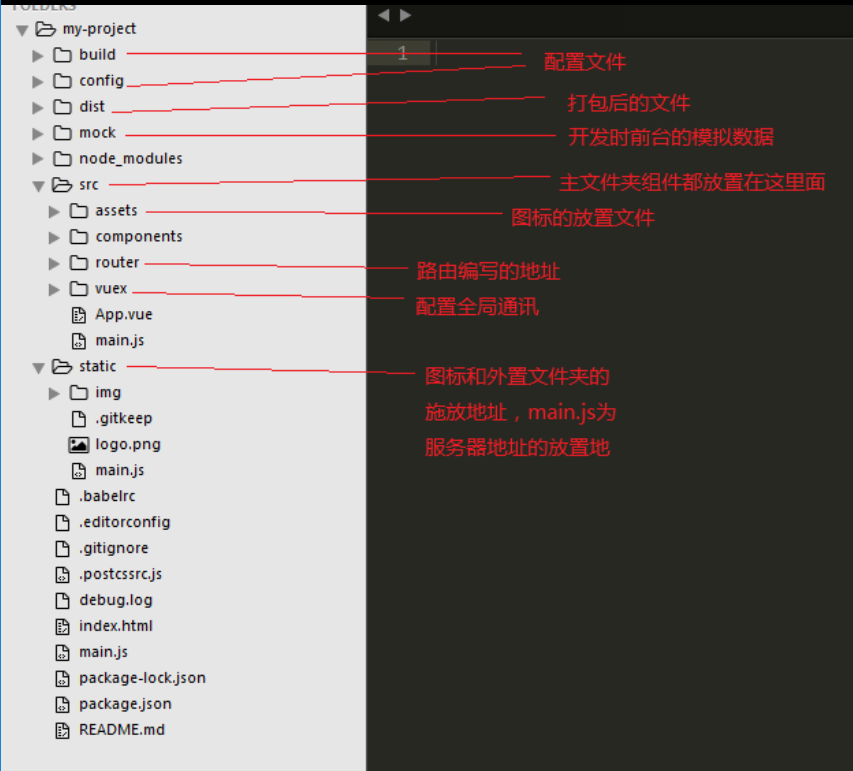 FOLDERS
my-project
1
build
配置文件
config
dist
打包后的文件
mock
开发时前台的模拟数据
node_modules
src
主文件夹组件都放置在这里面
assets
图标的放置文件
components
router
路由编写的地址
vuex
配置全局通讯
App.vue
main.js
static
图标和外置文件夹的
施放地址，main.js为
服务器地址的放置地
img
.gitkeep
logo.png
main.js
.babelrc
.editorconfig
.gitignore
.postcssrc.js
debug.log
index.html
main.js
package-lock.json
package.json
README.md